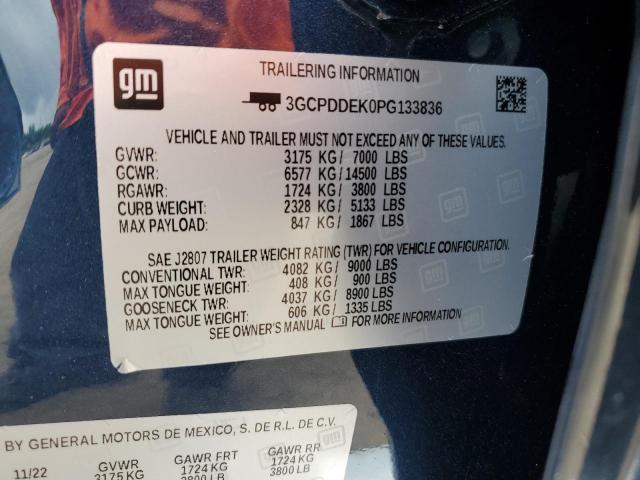 gm
TRAILERING INFORMATION
3GCPDDEK0PG133836
VEHICLE AND TRAILER MUST NOT EXCEED ANY OF THESE VALUES.
GVWR: 3175 KG/ 7000 LBS
GCWR: 6577 KG/ 14500 LBS
RGAWR: 1724 KG/ 3800 LBS
CURB WEIGHT: 2328 KG/ 5133 LBS
MAX PAYLOAD: 847 KG/ 1867 LBS
SAE J2807 TRAILER WEIGHT RATING (TWR) FOR VEHICLE CONFIGURATION.
CONVENTIONAL TWR: 4082 KG/ 9000 LBS
MAX TONGUE WEIGHT: 408 KG/ 900 LBS
GOOSENECK TWR: 4037 KG/ 8900 LBS
MAX TONGUE WEIGHT: 606 KG/ 1335 LBS
SEE OWNER'S MANUAL FOR MORE INFORMATION
BY GENERAL MOTORS DE MEXICO, S. DE R.L. DE C.V.
11/22 GVWR GAWR FRT GAWR RR
3175 KG 1724 KG 1724 KG
3800 LB 3800 LB